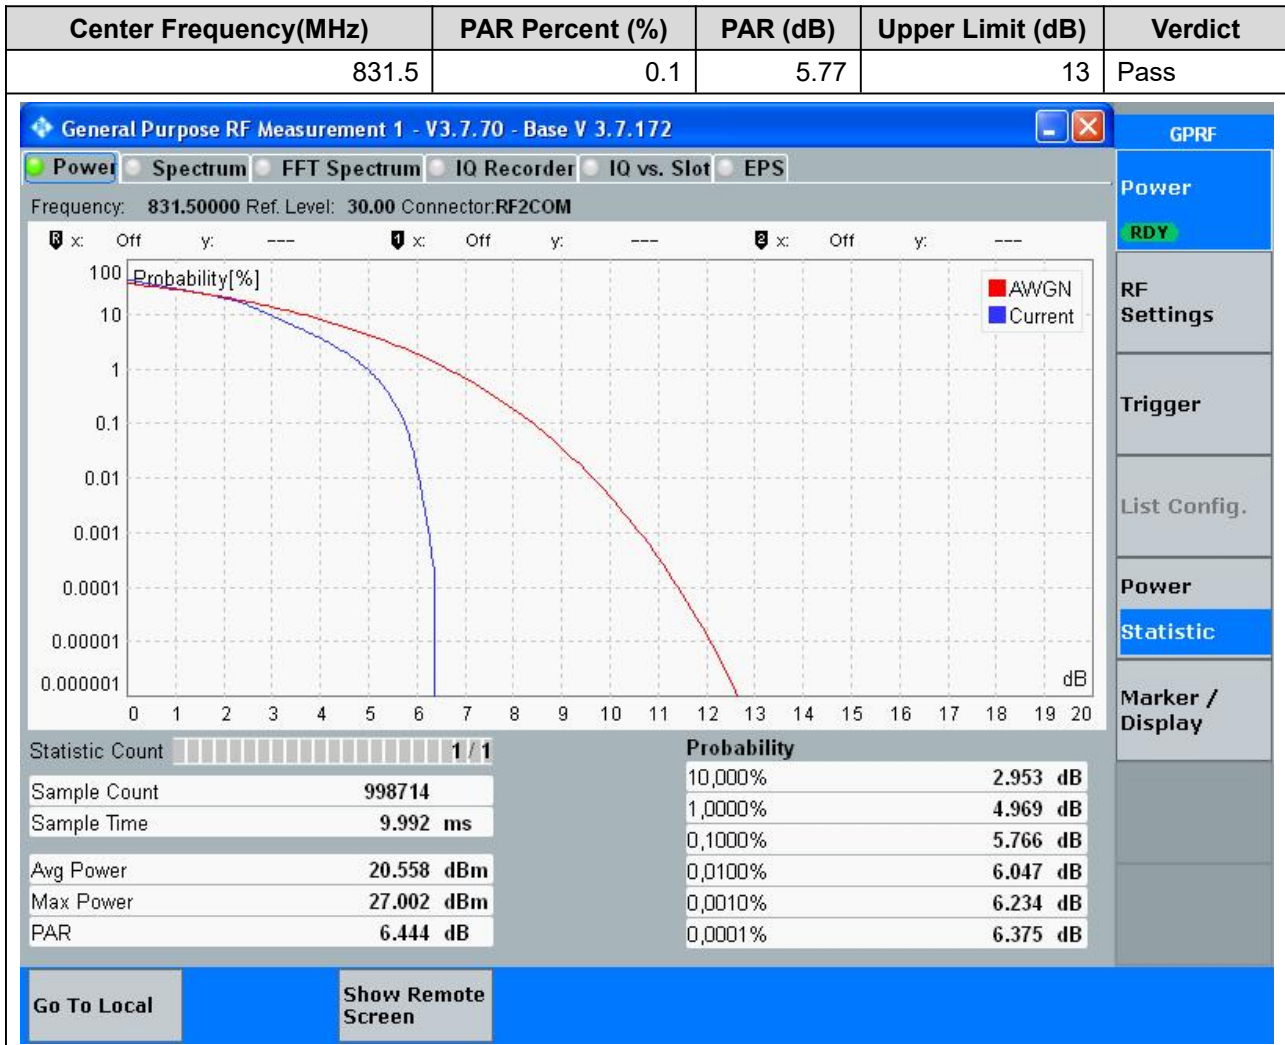 Center Frequency(MHz) PAR Percent (%) PAR (dB) Upper Limit (dB) Verdict
831.5 0.1 5.77 13 Pass
General Purpose RF Measurement 1 - V3.7.70 - Base V 3.7.172
GPRF
Power Spectrum FFT Spectrum IQ Recorder IQ vs. Slot EPS
Frequency: 831.50000 Ref. Level: 30.00 Connector:RF2COM
R x: Off y: --- 1 x: Off y: --- 2 x: Off y: ---
Probability[%]
AWGN
Current
100
10
1
0.1
0.01
0.001
0.0001
0.00001
0.000001
dB
0 1 2 3 4 5 6 7 8 9 10 11 12 13 14 15 16 17 18 19 20
Statistic Count 1 / 1
Sample Count 998714
Sample Time 9.992 ms
Avg Power 20.558 dBm
Max Power 27.002 dBm
PAR 6.444 dB
Probability
10,000% 2.953 dB
1,0000% 4.969 dB
0,1000% 5.766 dB
0,0100% 6.047 dB
0,0010% 6.234 dB
0,0001% 6.375 dB
Power
RDY
RF
Settings
Trigger
List Config.
Power
Statistic
Marker /
Display
Go To Local
Show Remote
Screen